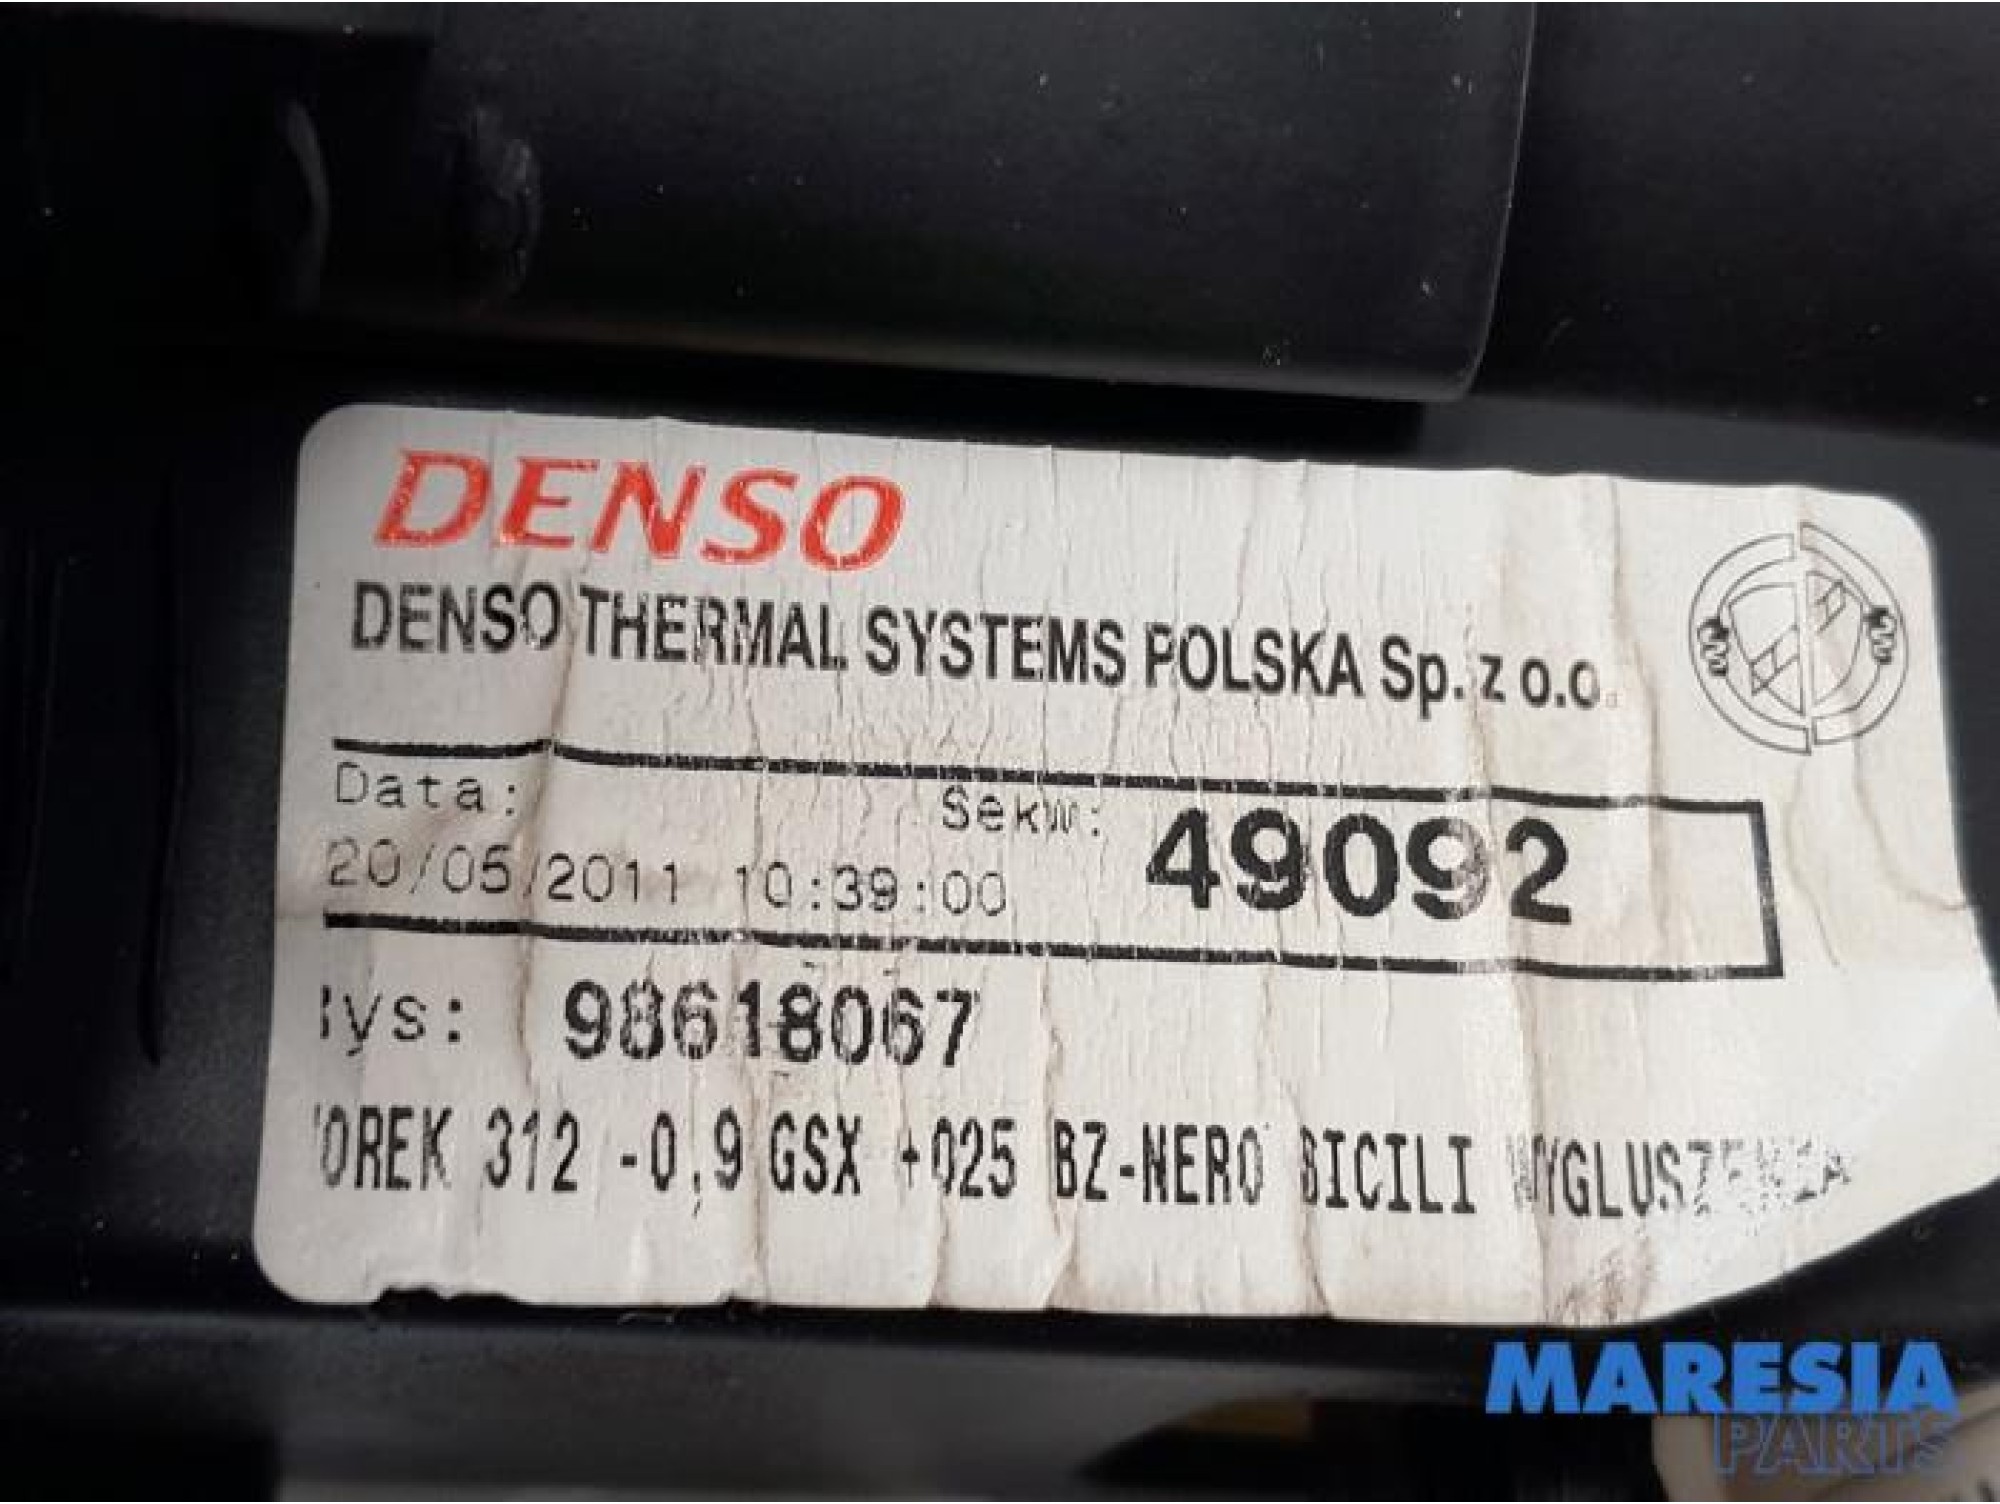 DENSO
DENSO THERMAL SYSTEMS POLSKA Sp. z o.o.
Data:
Sekw: 49092
20/05/2011 10:39:00
ys: 98618067
OREK 312 -0,9 GSX +025 BZ-NERO
MARESIA
PARTS